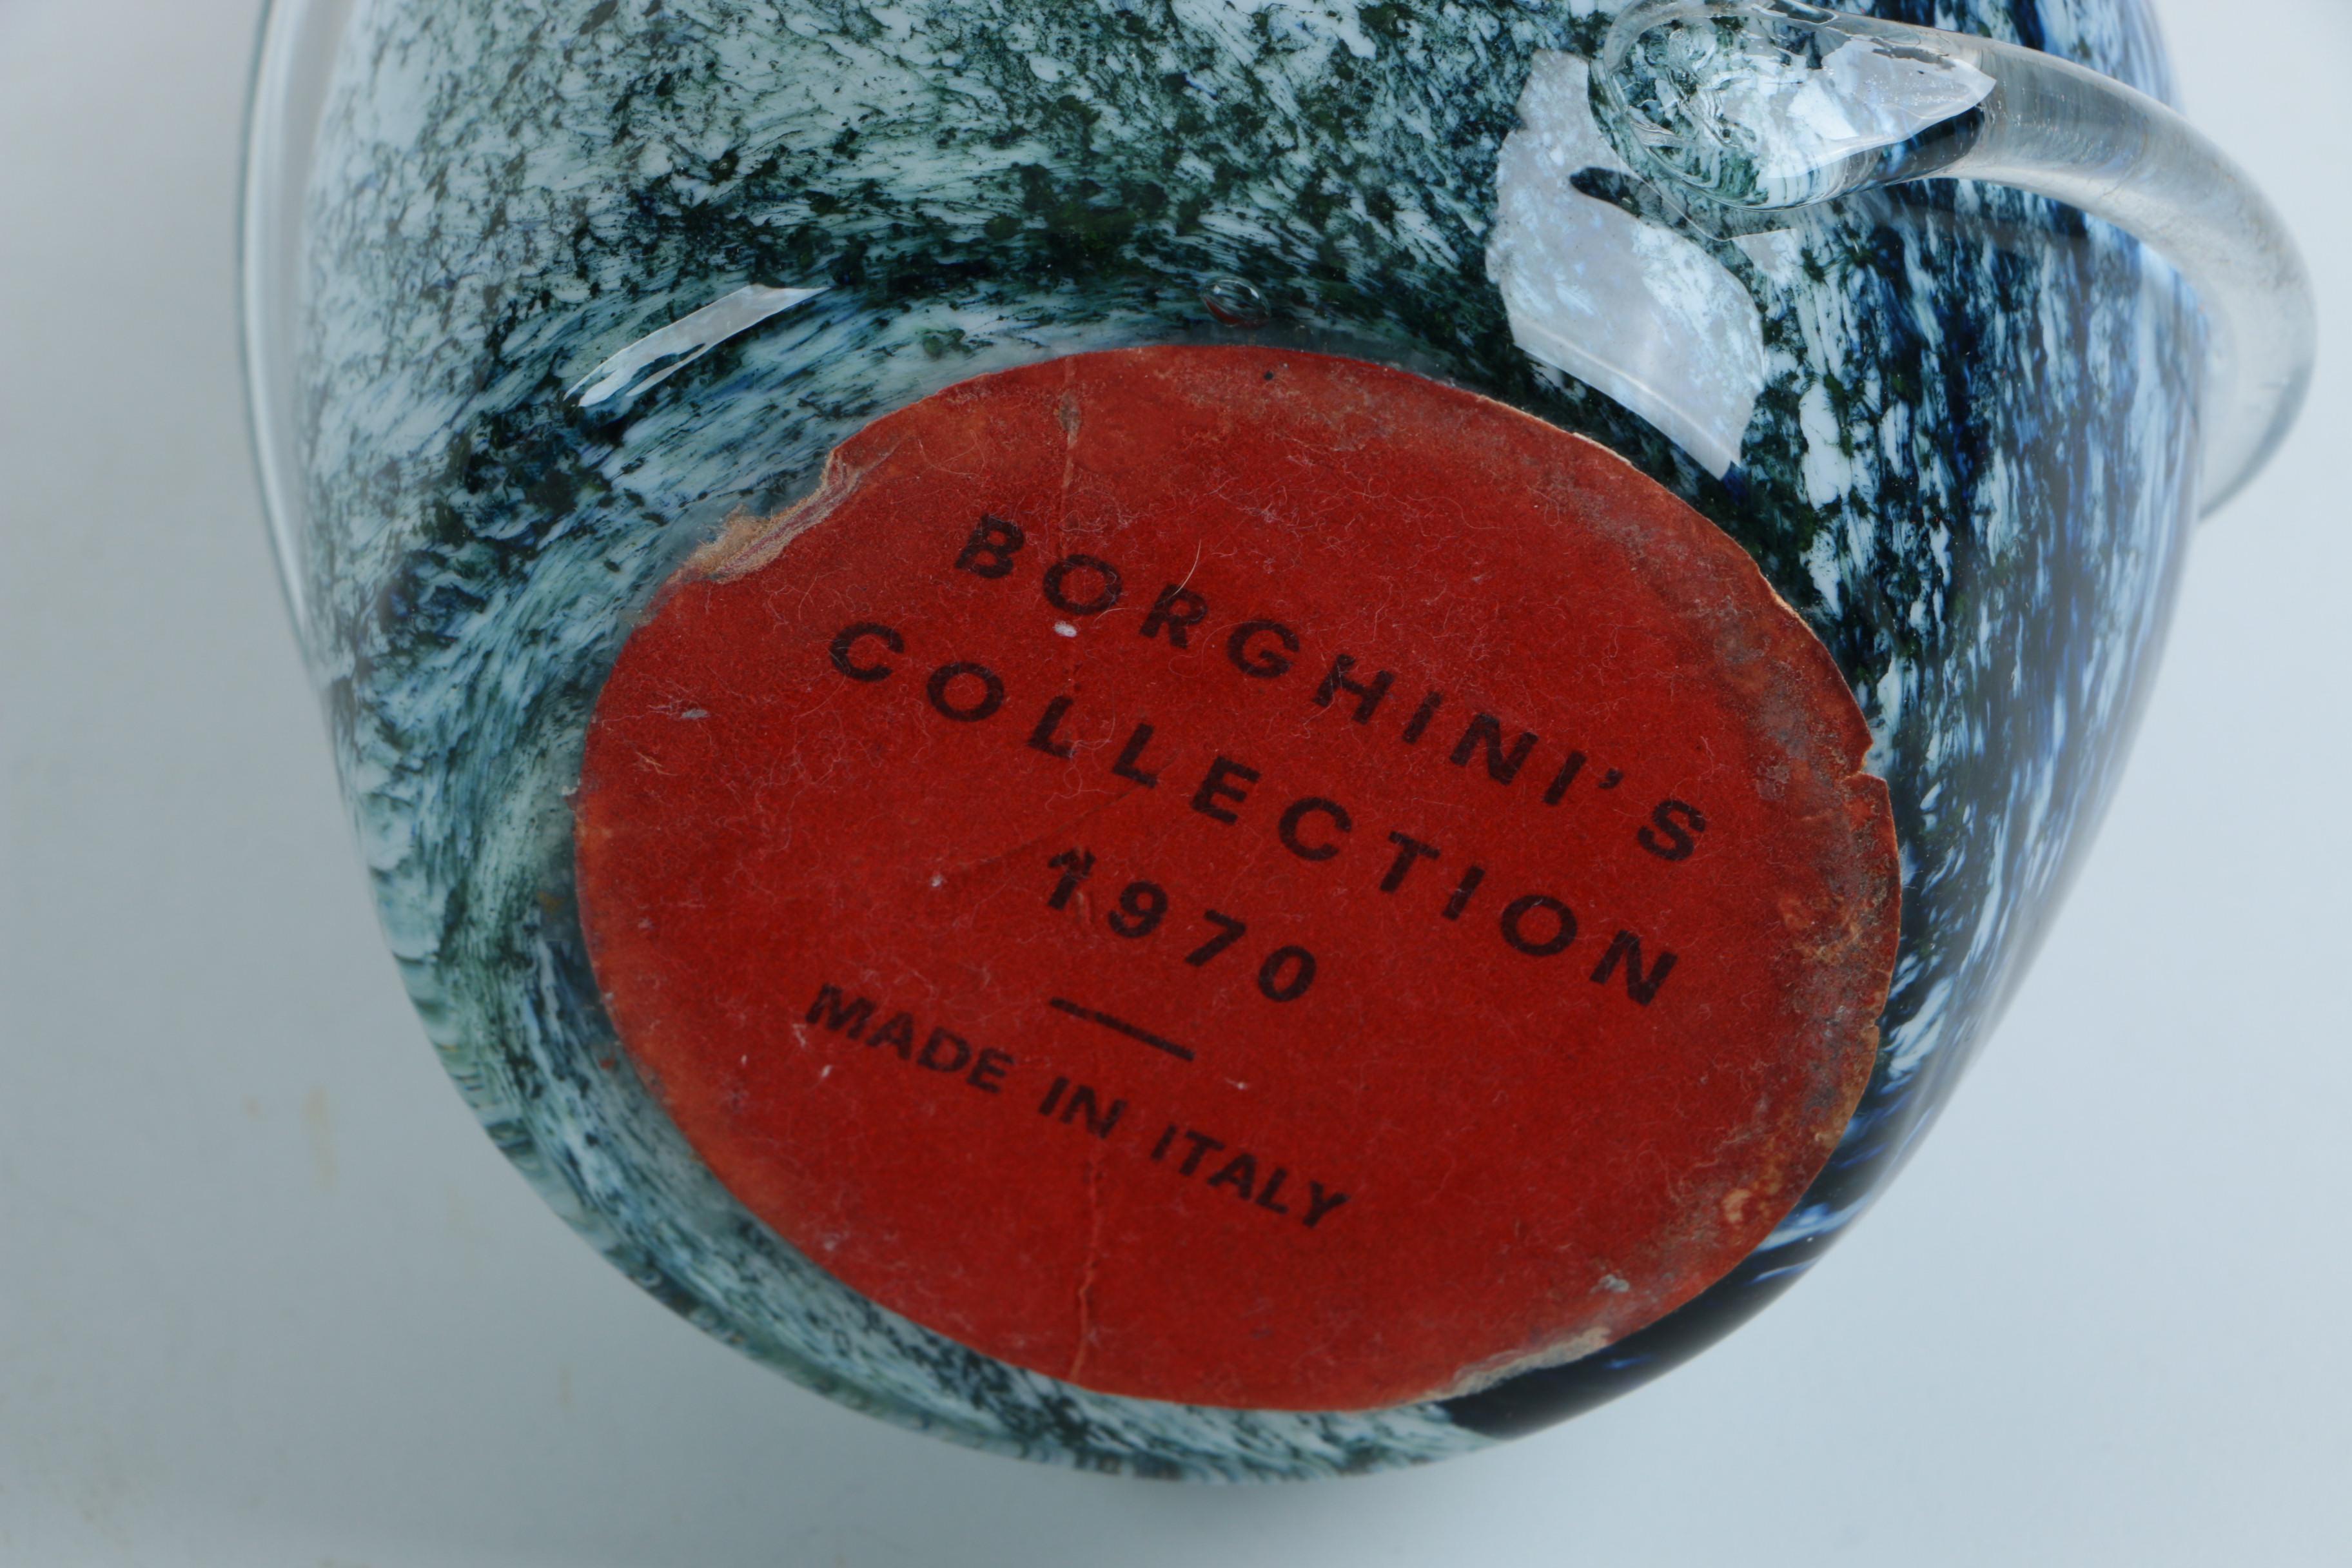 BORGHINI'S
COLLECTION
1970
MADE IN ITALY